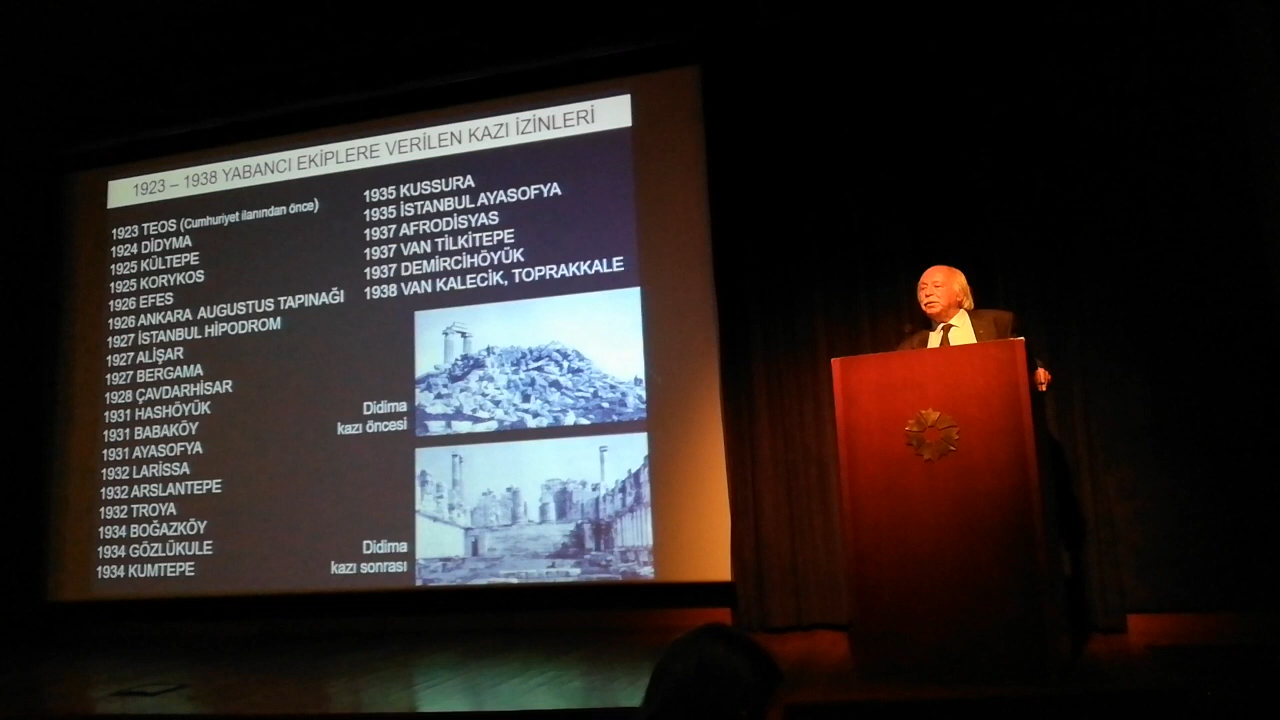 1923 – 1938 YABANCI EKİPLERE VERİLEN KAZI İZİNLERİ
1923 TEOS (Cumhuriyet ilanından önce)
1924 DİDYMA
1925 KÜLTEPE
1925 KORYKOS
1926 EFES
1926 ANKARA AUGUSTUS TAPINAĞI
1927 İSTANBUL HİPODROM
1927 ALİŞAR
1927 BERGAMA
1928 ÇAVDARHİSAR
1931 HASHÖYÜK
1931 BABAKÖY
1931 AYASOFYA
1932 LARİSSA
1932 ARSLANTEPE
1932 TROYA
1934 BOĞAZKÖY
1934 GÖZLÜKULE
1934 KUMTEPE
1935 KUSSURA
1935 İSTANBUL AYASOFYA
1937 AFRODİSYAS
1937 VAN TİLKİTEPE
1937 DEMİRCİHÖYÜK
1938 VAN KALECİK, TOPRAKKALE
Didima
kazı öncesi
Didima
kazı sonrası